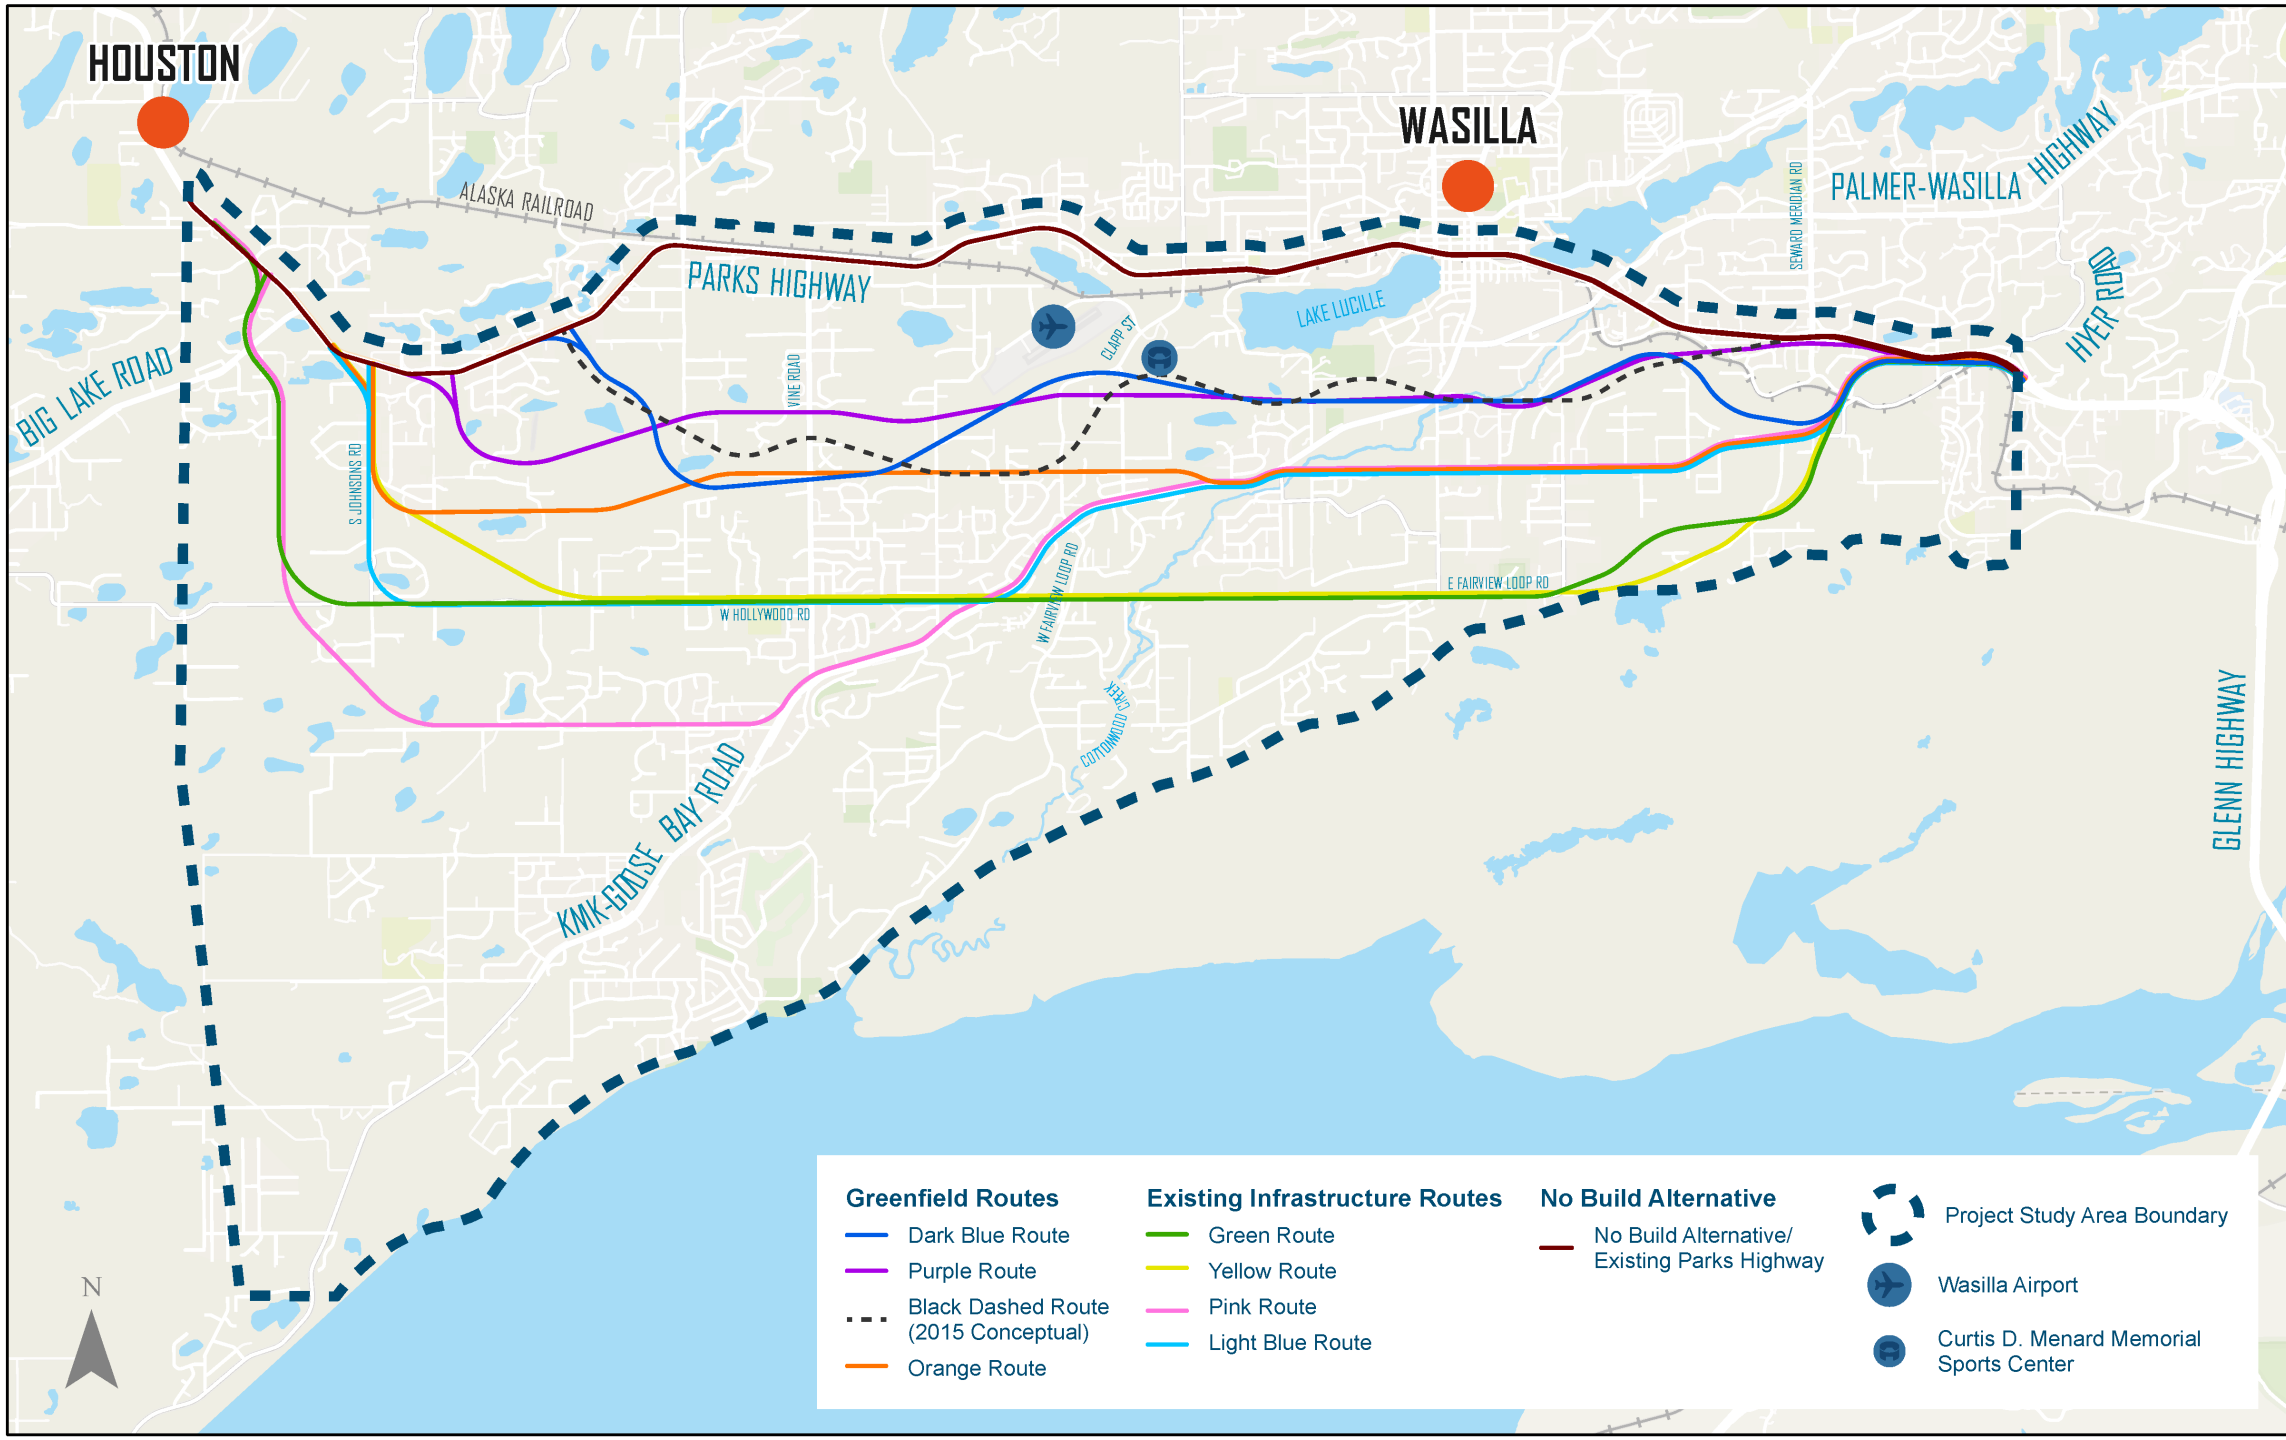 HOUSTON
WASILLA
ALASKA RAILROAD
PARKS HIGHWAY
PALMER-WASILLA HIGHWAY
SEWARD MERIDIAN RD
HYER ROAD
LAKE LUCILLE
CLAPP ST
VINE ROAD
BIG LAKE ROAD
S JOHNSONS RD
W HOLLYWOOD RD
W FAIRVIEW LOOP RD
E FAIRVIEW LOOP RD
COTTONWOOD CREEK
KMK-GOOSE BAY ROAD
GLENN HIGHWAY
N
Greenfield Routes
Dark Blue Route
Purple Route
Black Dashed Route
(2015 Conceptual)
Orange Route
Existing Infrastructure Routes
Green Route
Yellow Route
Pink Route
Light Blue Route
No Build Alternative
No Build Alternative/
Existing Parks Highway
Project Study Area Boundary
Wasilla Airport
Curtis D. Menard Memorial
Sports Center